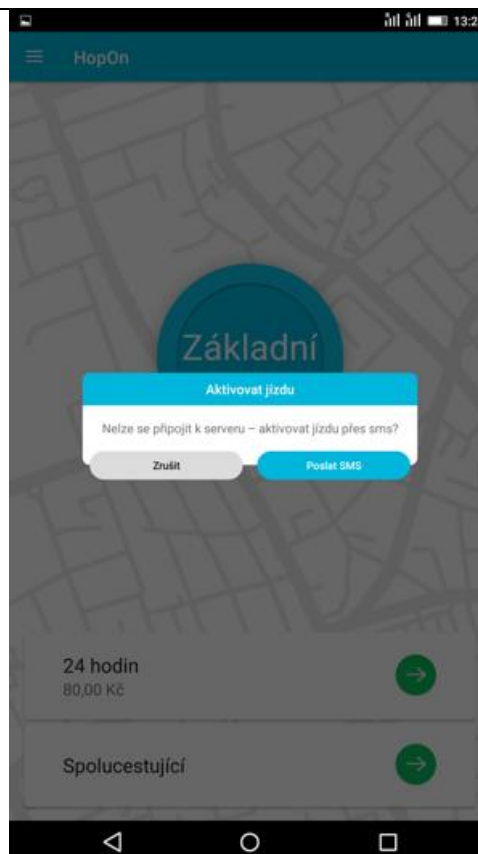 13:2
HopOn
Základní
Aktivovat jízdu
Nelze se připojit k serveru – aktivovat jízdu přes sms?
Zrušit
Poslat SMS
24 hodin
80,00 Kč
Spolucestující